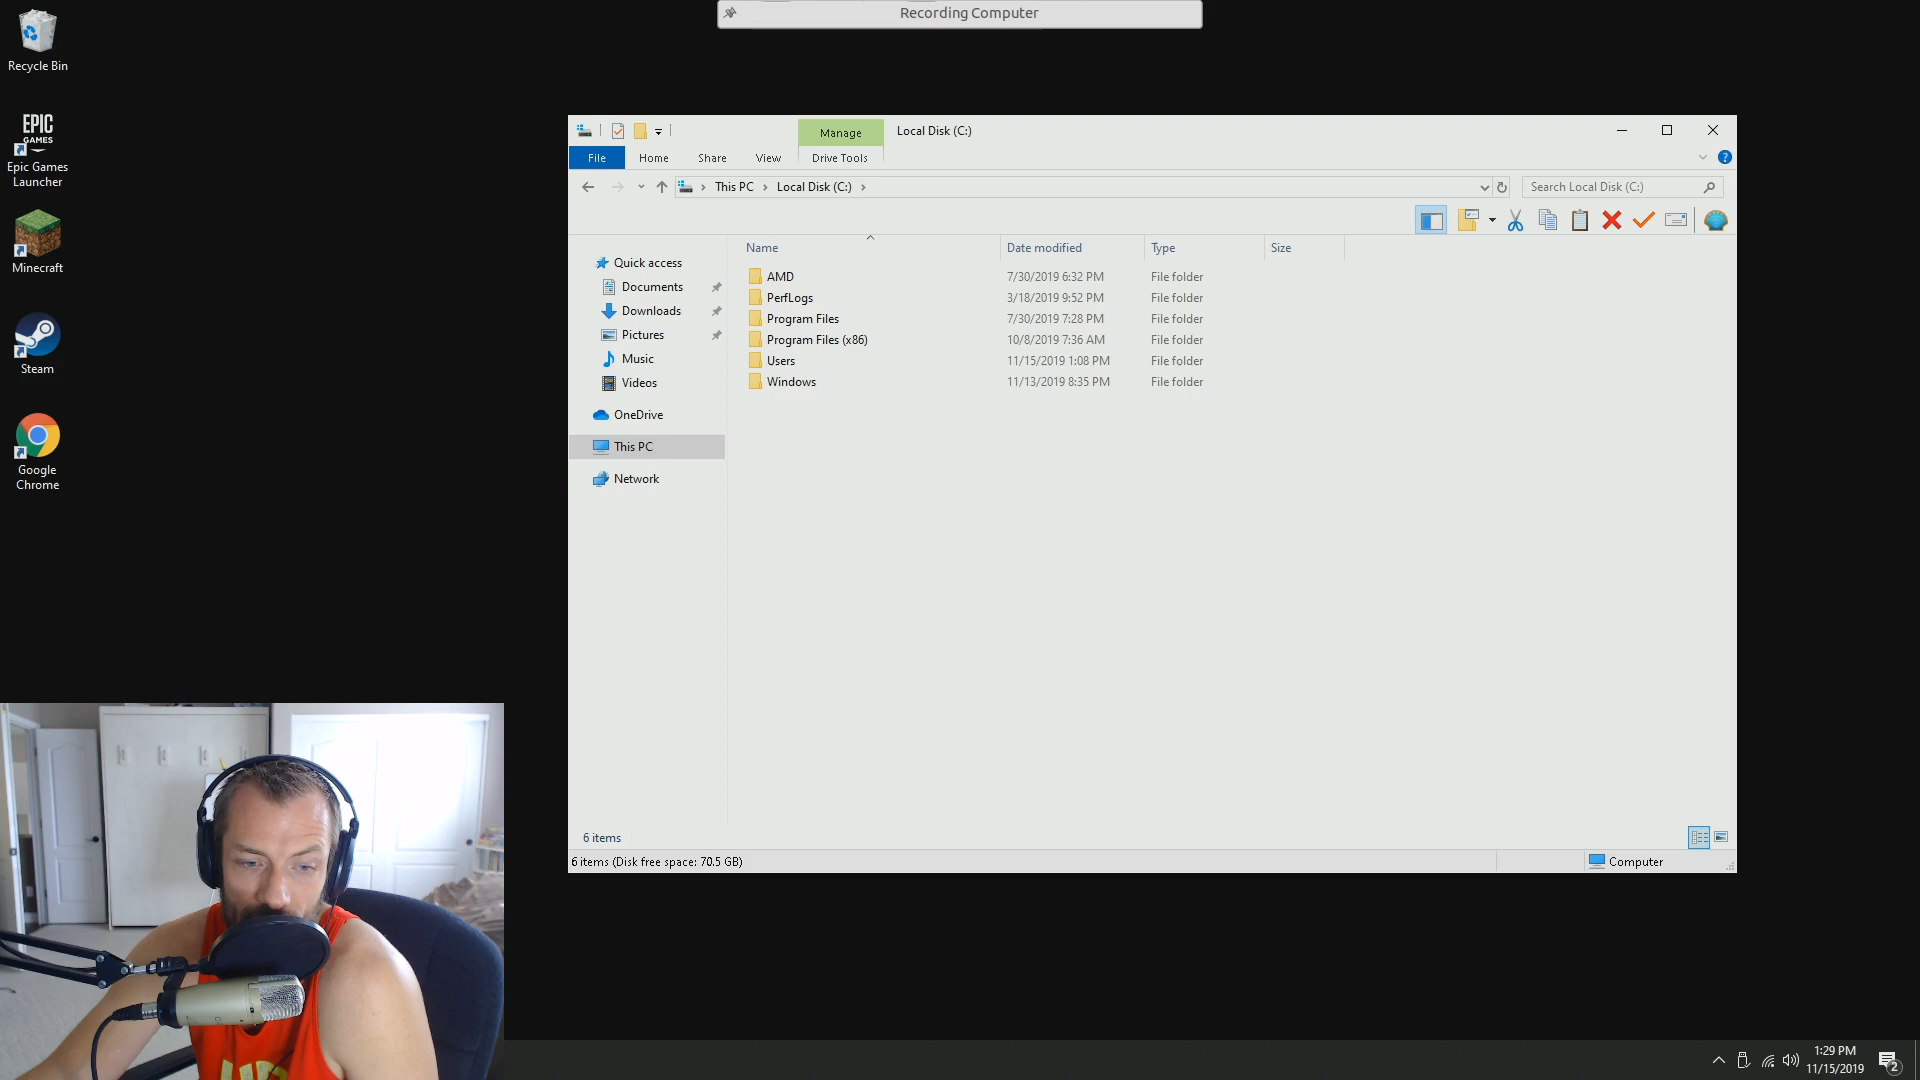 Recording Computer
Recycle Bin
EPIC
GAMES
Epic Games
Launcher
Minecraft
Steam
Google
Chrome
Manage
Local Disk (C:)
File
Home
Share
View
Drive Tools
This PC
Local Disk (C:)
Search Local Disk (C:)
Name
Date modified
Type
Size
Quick access
Documents
Downloads
Pictures
Music
Videos
OneDrive
This PC
Network
AMD 7/30/2019 6:32 PM File folder
PerfLogs 3/18/2019 9:52 PM File folder
Program Files 7/30/2019 7:28 PM File folder
Program Files (x86) 10/8/2019 7:36 AM File folder
Users 11/15/2019 1:08 PM File folder
Windows 11/13/2019 8:35 PM File folder
6 items
6 items (Disk free space: 70.5 GB)
Computer
1:29 PM
11/15/2019
2